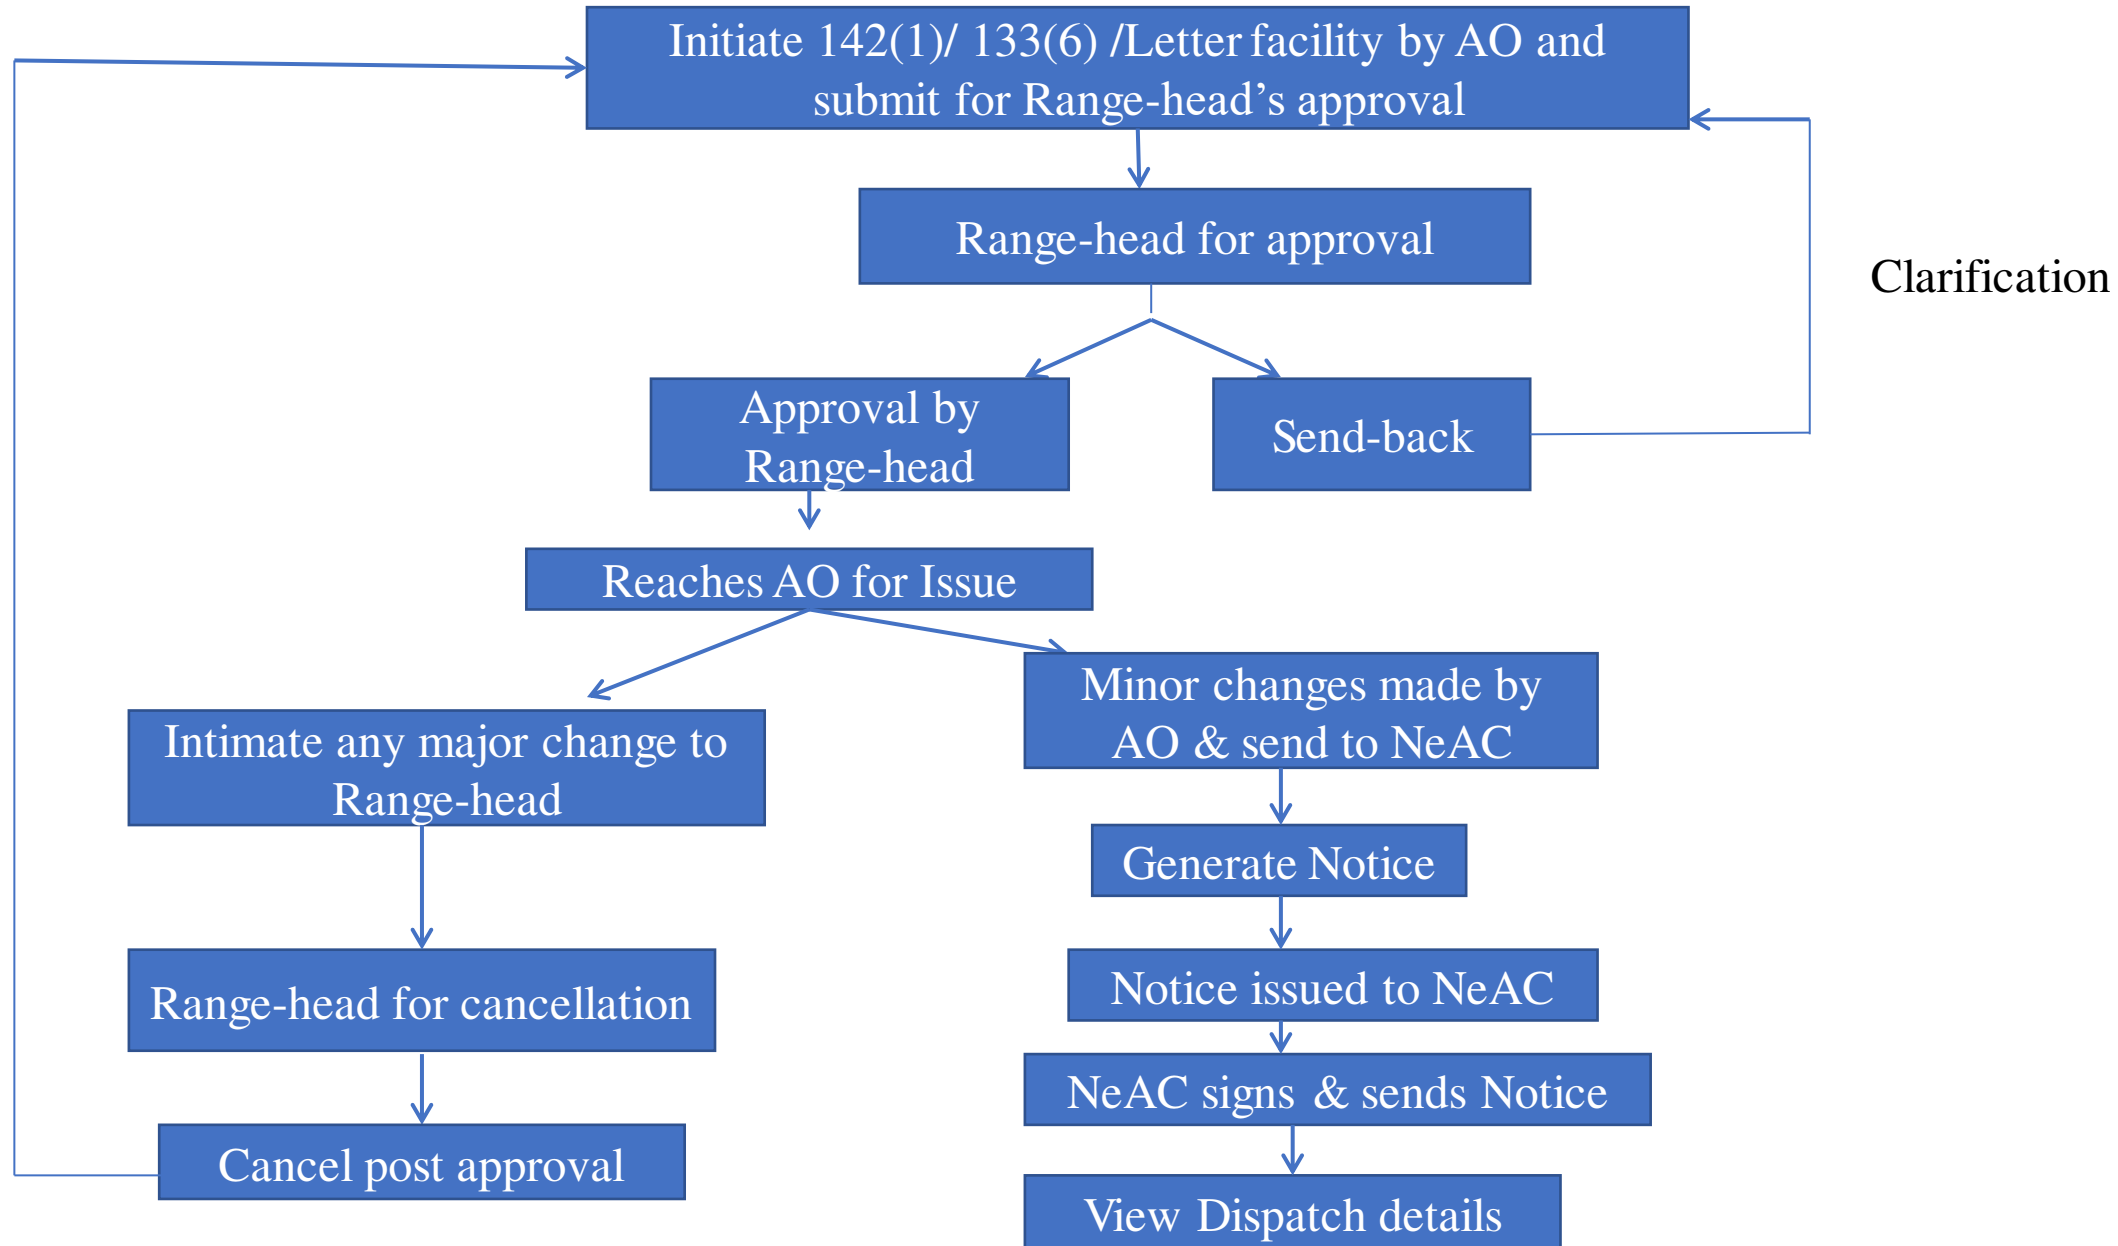 Initiate 142(1)/ 133(6) /Letter facility by AO and
submit for Range-head’s approval
Range-head for approval
Clarification
Approval by
Range-head
Send-back
Reaches AO for Issue
Intimate any major change to
Range-head
Minor changes made by
AO & send to NeAC
Generate Notice
Range-head for cancellation
Notice issued to NeAC
NeAC signs & sends Notice
Cancel post approval
View Dispatch details